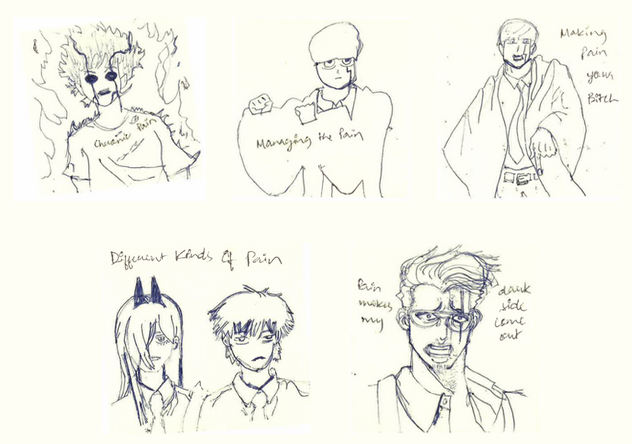 Chronic Pain
Managing the Pain
Making
Pain
your
Bitch
Different Kinds of Pain
Pain
makes
my
dark
side
come
out